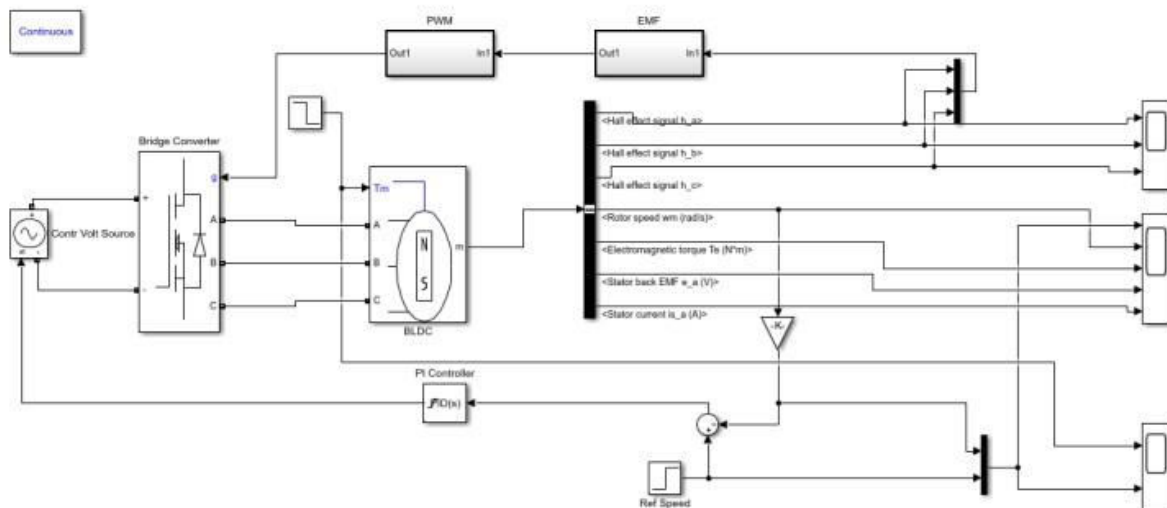 Continuous
PWM
EMF
Out1
In1
Out1
In1
Bridge Converter
g
+
A
B
-
C
Contr Volt Source
+
s
-
Tm
A
B
C
N
S
m
BLDC
<Hall effect signal h_a>
<Hall effect signal h_b>
<Hall effect signal h_c>
<Rotor speed wm (rad/s)>
<Electromagnetic torque Te (N*m)>
<Stator back EMF e_a (V)>
<Stator current is_a (A)>
-K-
PI Controller
ID(s)
-
+
Ref Speed